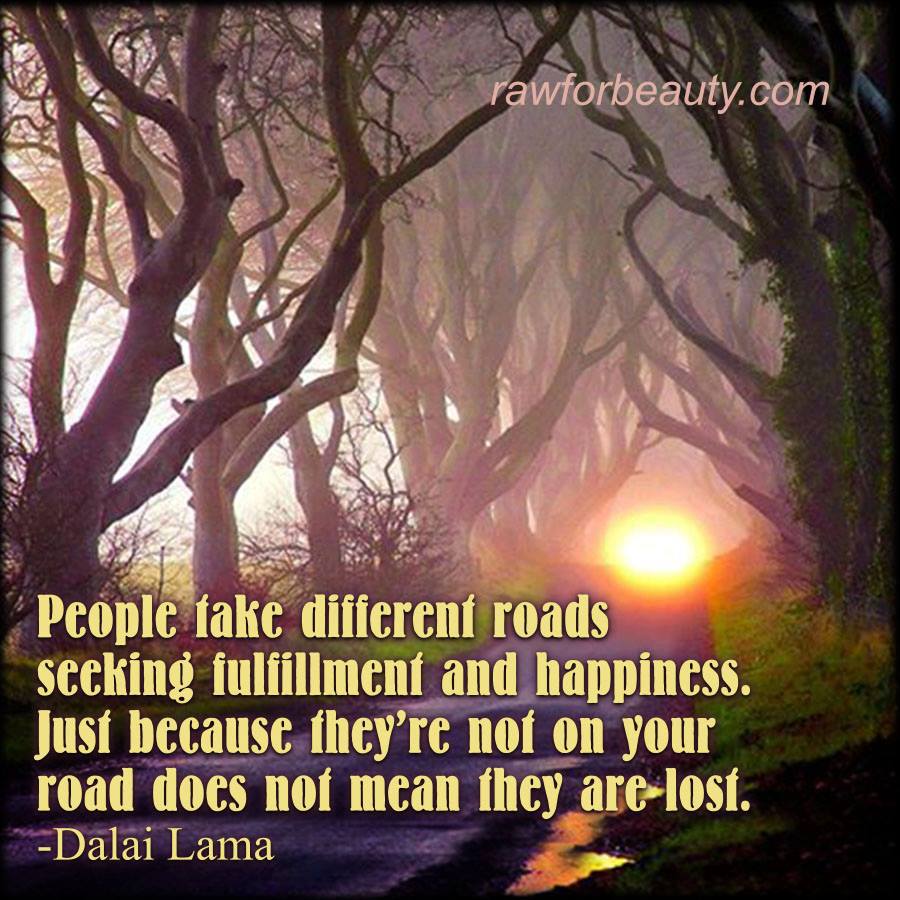 rawforbeauty.com
People take different roads
seeking fulfillment and happiness.
Just because they're not on your
road does not mean they are lost.
-Dalai Lama